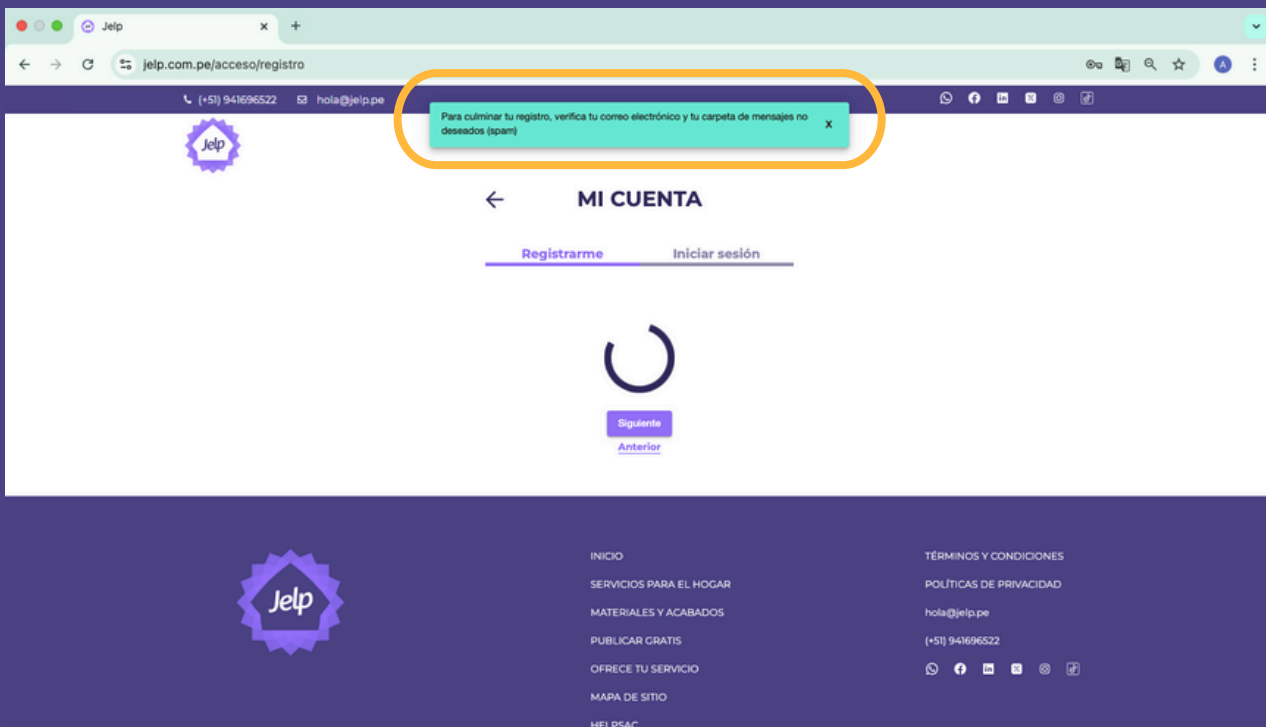 Jelp
jelp.com.pe/acceso/registro
A
(+51) 941696522 hola@jelp.pe
Para culminar tu registro, verifica tu correo electrónico y tu carpeta de mensajes no
deseados (spam)
x
Jelp
MI CUENTA
Registrarme Iniciar sesión
Siguiente
Anterior
Jelp
INICIO
SERVICIOS PARA EL HOGAR
MATERIALES Y ACABADOS
PUBLICAR GRATIS
OFRECE TU SERVICIO
MAPA DE SITIO
HELPSAC
TÉRMINOS Y CONDICIONES
POLÍTICAS DE PRIVACIDAD
hola@jelp.pe
(+51) 941696522